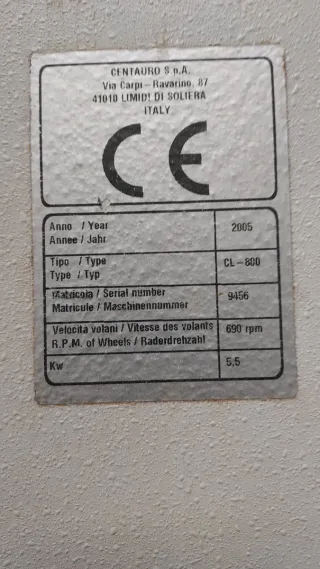 CENTAURO S.p.A.
Via Carpi – Ravarino, 87
41010 LIMIDI DI SOLIERA
ITALY
CE
Anno / Year
Annee / Jahr
2005
Tipo / Type
Type / Typ
CL-800
Matricola / Serial number
Matricule / Maschinennummer
9456
Velocita volani / Vitesse des volants
R.P.M. of Wheels / Raderdrehzahl
690 rpm
Kw
5,5